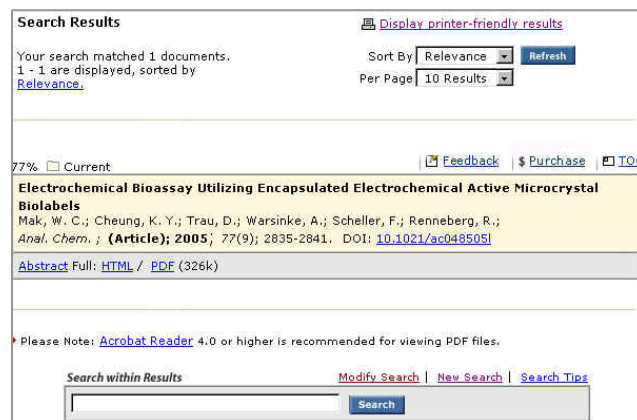 Search Results
Display printer-friendly results
Your search matched 1 documents.
1 - 1 are displayed, sorted by
Relevance.
Sort By Relevance Refresh
Per Page 10 Results
77% Current
Feedback | $ Purchase | TO
Electrochemical Bioassay Utilizing Encapsulated Electrochemical Active Microcrystal
Biolabels
Mak, W. C.; Cheung, K. Y.; Trau, D.; Warsinke, A.; Scheller, F.; Renneberg, R.;
Anal. Chem. ; (Article); 2005; 77(9); 2835-2841. DOI: 10.1021/ac048505l
Abstract Full: HTML / PDF (326k)
Please Note: Acrobat Reader 4.0 or higher is recommended for viewing PDF files.
Search within Results
Modify Search | New Search | Search Tips
Search